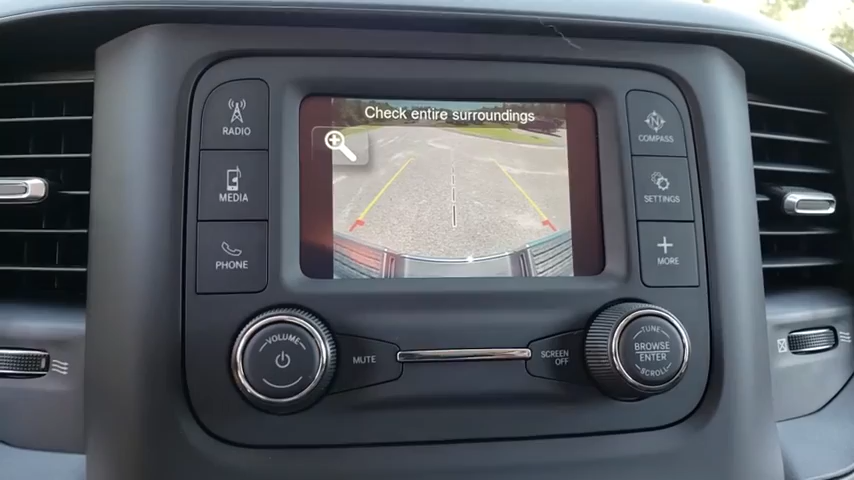 Check entire surroundings
RADIO
MEDIA
PHONE
N
COMPASS
SETTINGS
MORE
VOLUME
MUTE
SCREEN
OFF
TUNE
BROWSE
ENTER
SCROLL